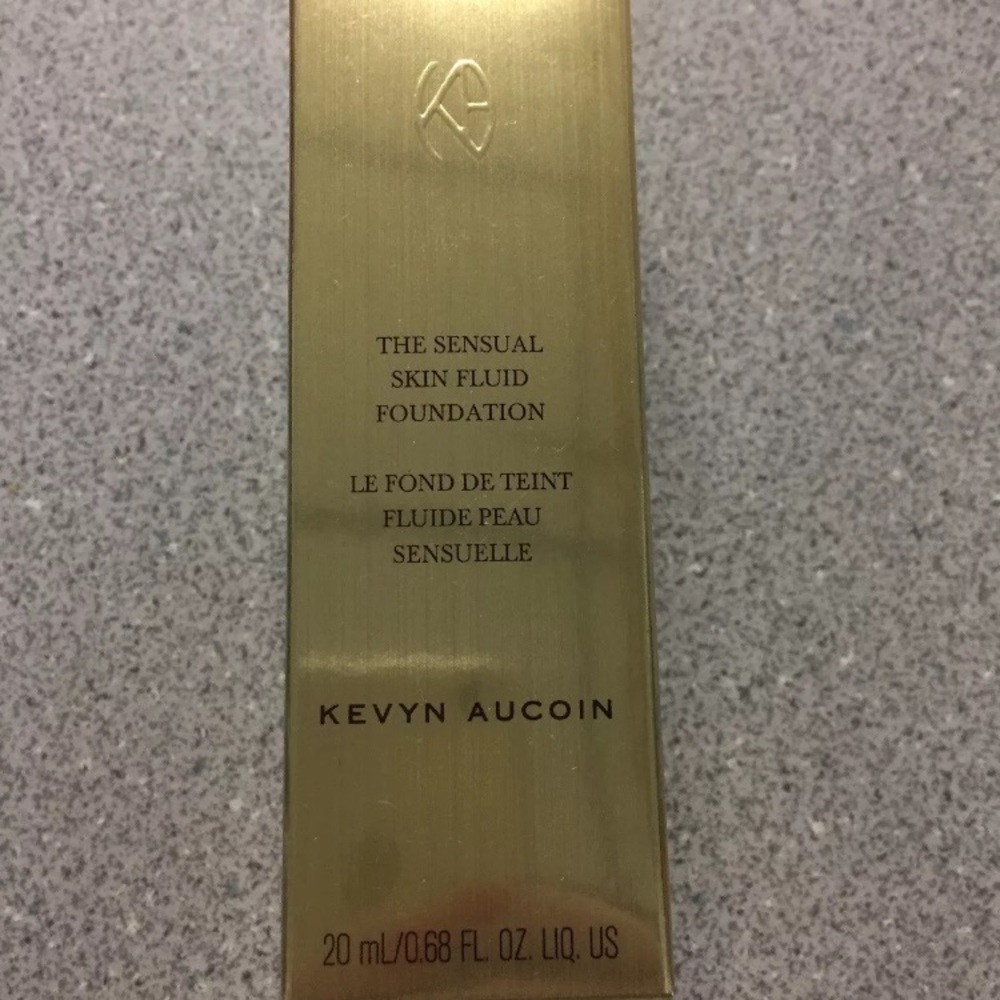 THE SENSUAL
SKIN FLUID
FOUNDATION
LE FOND DE TEINT
FLUIDE PEAU
SENSUELLE
KEVYN AUCOIN
20 mL/0.68 FL. OZ. LIQ. US